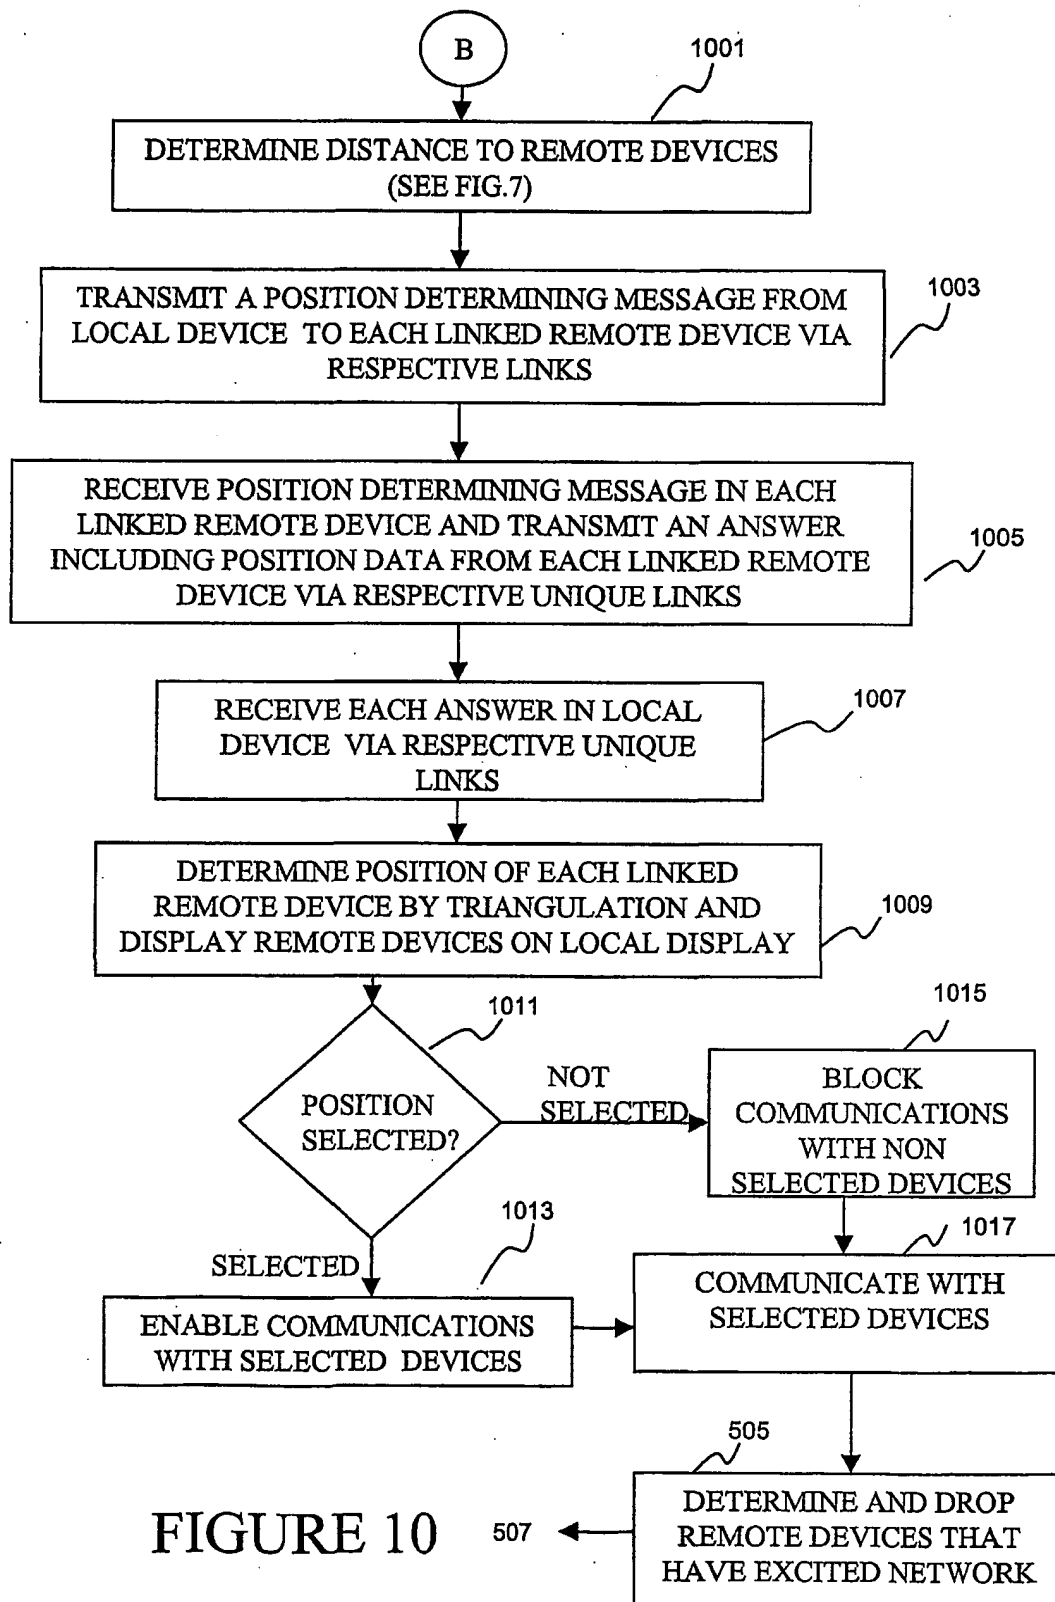 B
1001
DETERMINE DISTANCE TO REMOTE DEVICES
(SEE FIG.7)
TRANSMIT A POSITION DETERMINING MESSAGE FROM
LOCAL DEVICE TO EACH LINKED REMOTE DEVICE VIA
RESPECTIVE LINKS
1003
RECEIVE POSITION DETERMINING MESSAGE IN EACH
LINKED REMOTE DEVICE AND TRANSMIT AN ANSWER
INCLUDING POSITION DATA FROM EACH LINKED REMOTE
DEVICE VIA RESPECTIVE UNIQUE LINKS
1005
RECEIVE EACH ANSWER IN LOCAL
DEVICE VIA RESPECTIVE UNIQUE
LINKS
1007
DETERMINE POSITION OF EACH LINKED
REMOTE DEVICE BY TRIANGULATION AND
DISPLAY REMOTE DEVICES ON LOCAL DISPLAY
1009
1011
POSITION
SELECTED?
NOT
SELECTED
1015
BLOCK
COMMUNICATIONS
WITH NON
SELECTED DEVICES
SELECTED
1013
ENABLE COMMUNICATIONS
WITH SELECTED DEVICES
1017
COMMUNICATE WITH
SELECTED DEVICES
505
DETERMINE AND DROP
REMOTE DEVICES THAT
HAVE EXCITED NETWORK
507
FIGURE 10